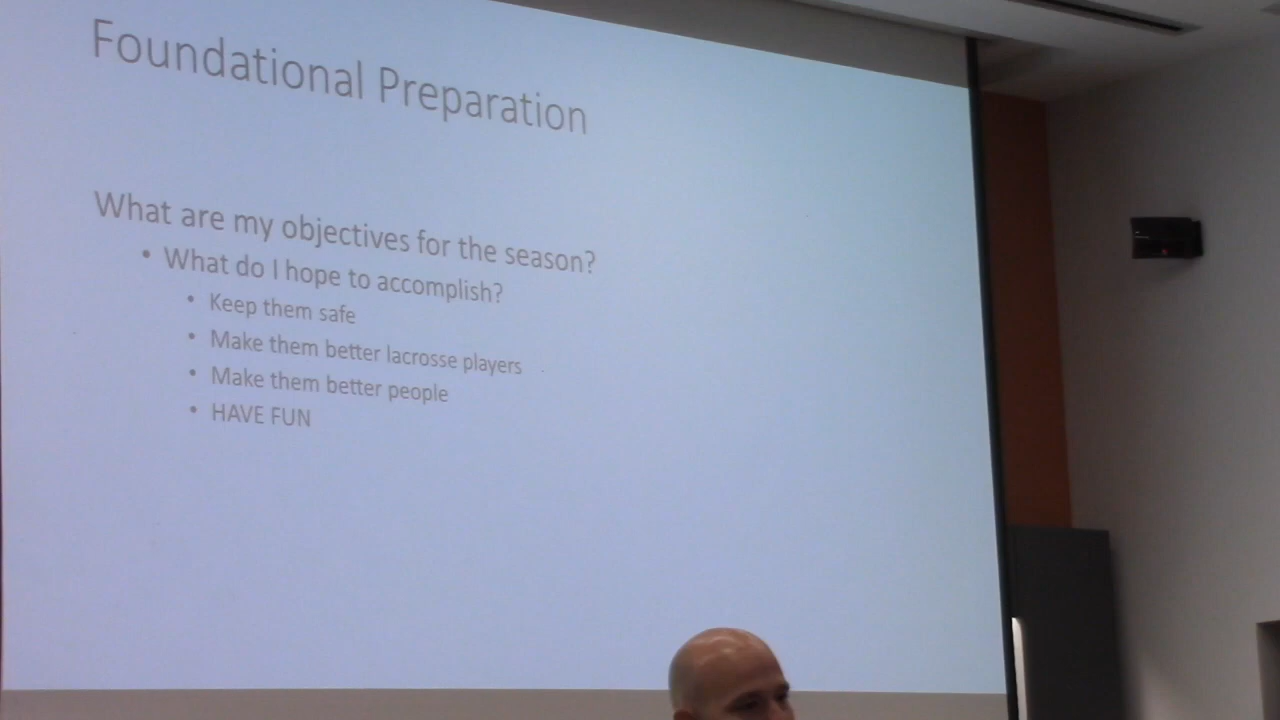 Foundational Preparation
What are my objectives for the season?
• What do I hope to accomplish?
• Keep them safe
• Make them better lacrosse players
• Make them better people
• HAVE FUN